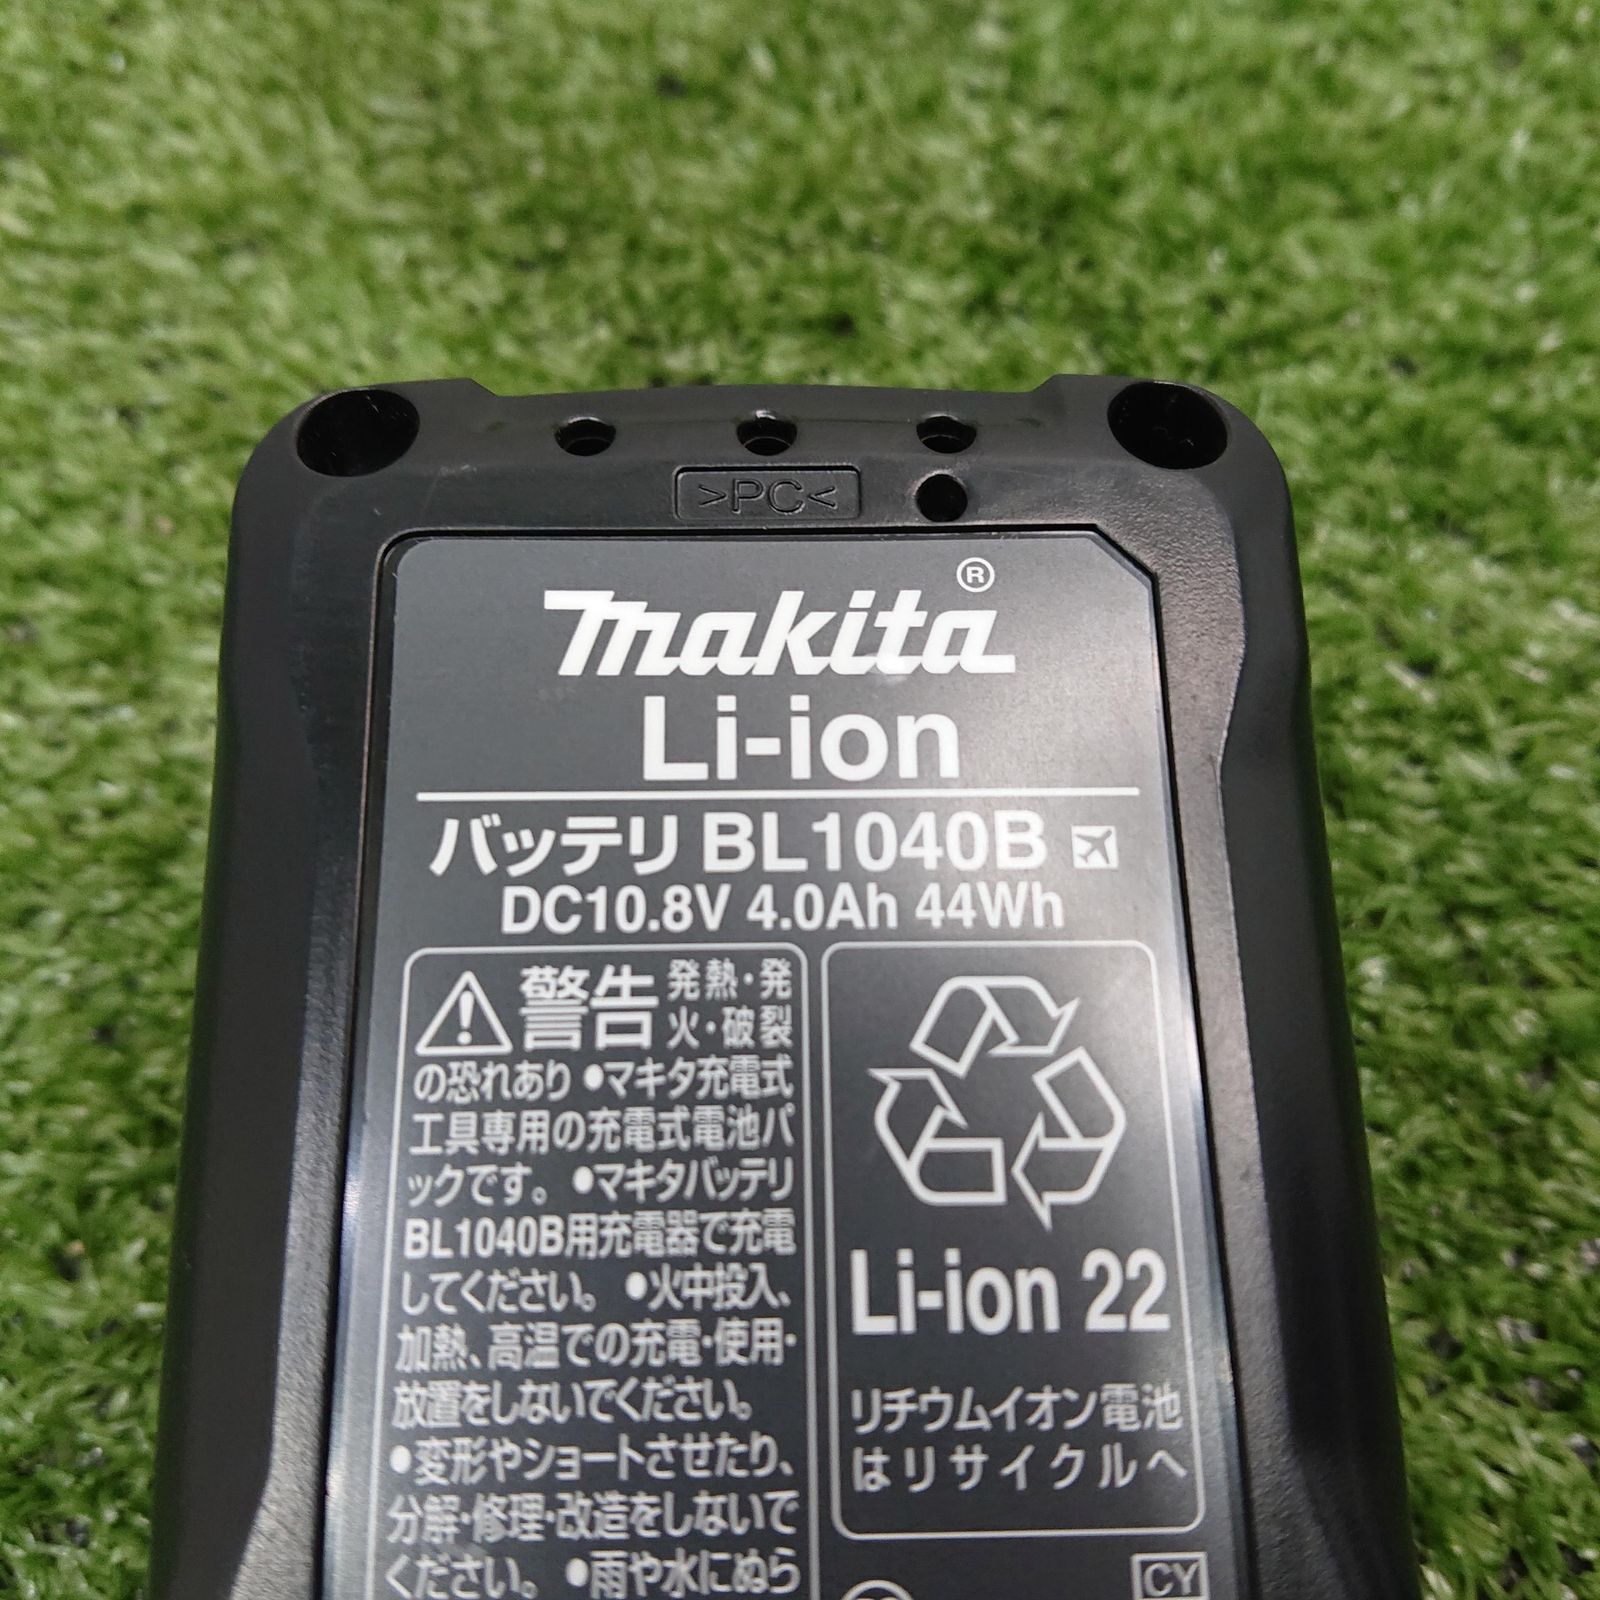 >PC<
makita®
Li-ion
バッテリ BL1040B
DC10.8V 4.0Ah 44Wh
警告 発熱・発
火・破裂
の恐れあり ●マキタ充電式
工具専用の充電式電池パ
ックです。 ●マキタバッテリ
BL1040B用充電器で充電
してください。 ●火中投入、
加熱、高温での充電・使用・
放置をしないでください。
●変形やショートさせたり、
分解・修理・改造をしないで
ください。 ●雨や水にぬら
Li-ion 22
リチウムイオン電池
はリサイクルへ
CY